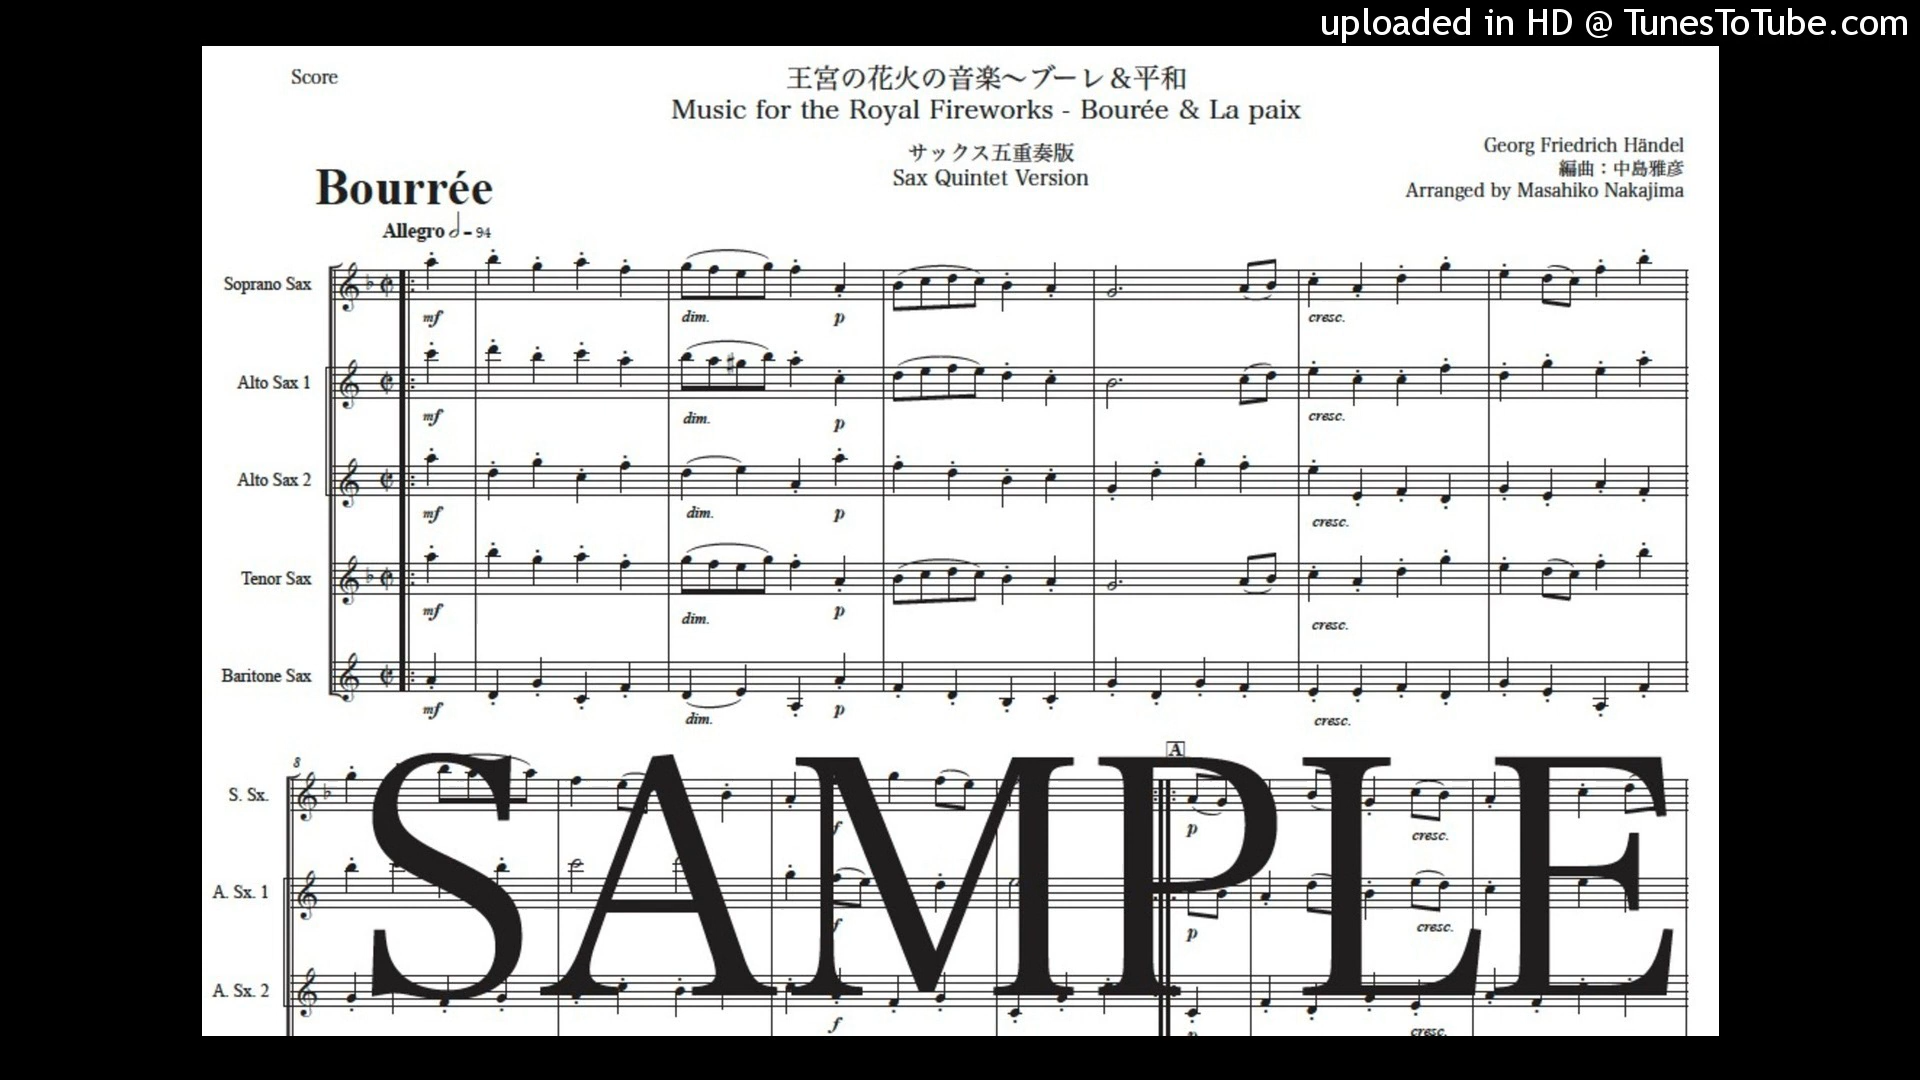 uploaded in HD @ TunesToTube.com
Score
王宮の花火の音楽～ブーレ＆平和
Music for the Royal Fireworks - Bourée & La paix
サックス五重奏版
Sax Quintet Version
Georg Friedrich Händel
編曲：中島雅彦
Arranged by Masahiko Nakajima
Bourrée
Allegro 𝅗𝅥 = 94
Soprano Sax
mf dim. p cresc.
Alto Sax 1
mf dim. p cresc.
Alto Sax 2
mf dim. p cresc.
Tenor Sax
mf dim. p cresc.
Baritone Sax
mf dim. p cresc.
8
A
S. Sx.
f p cresc.
A. Sx. 1
f p cresc.
A. Sx. 2
f p cresc.
SAMPLE